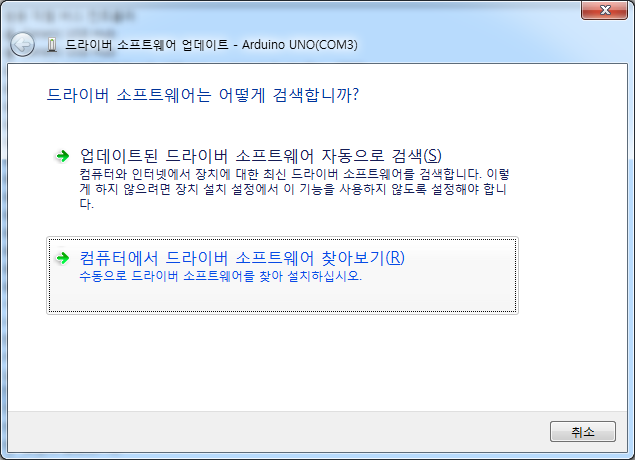 드라이버 소프트웨어 업데이트 - Arduino UNO(COM3)
드라이버 소프트웨어는 어떻게 검색합니까?
업데이트된 드라이버 소프트웨어 자동으로 검색(S)
컴퓨터와 인터넷에서 장치에 대한 최신 드라이버 소프트웨어를 검색합니다. 이렇
게 하지 않으려면 장치 설치 설정에서 이 기능을 사용하지 않도록 설정해야 합니
다.
컴퓨터에서 드라이버 소프트웨어 찾아보기(R)
수동으로 드라이버 소프트웨어를 찾아 설치하십시오.
취소